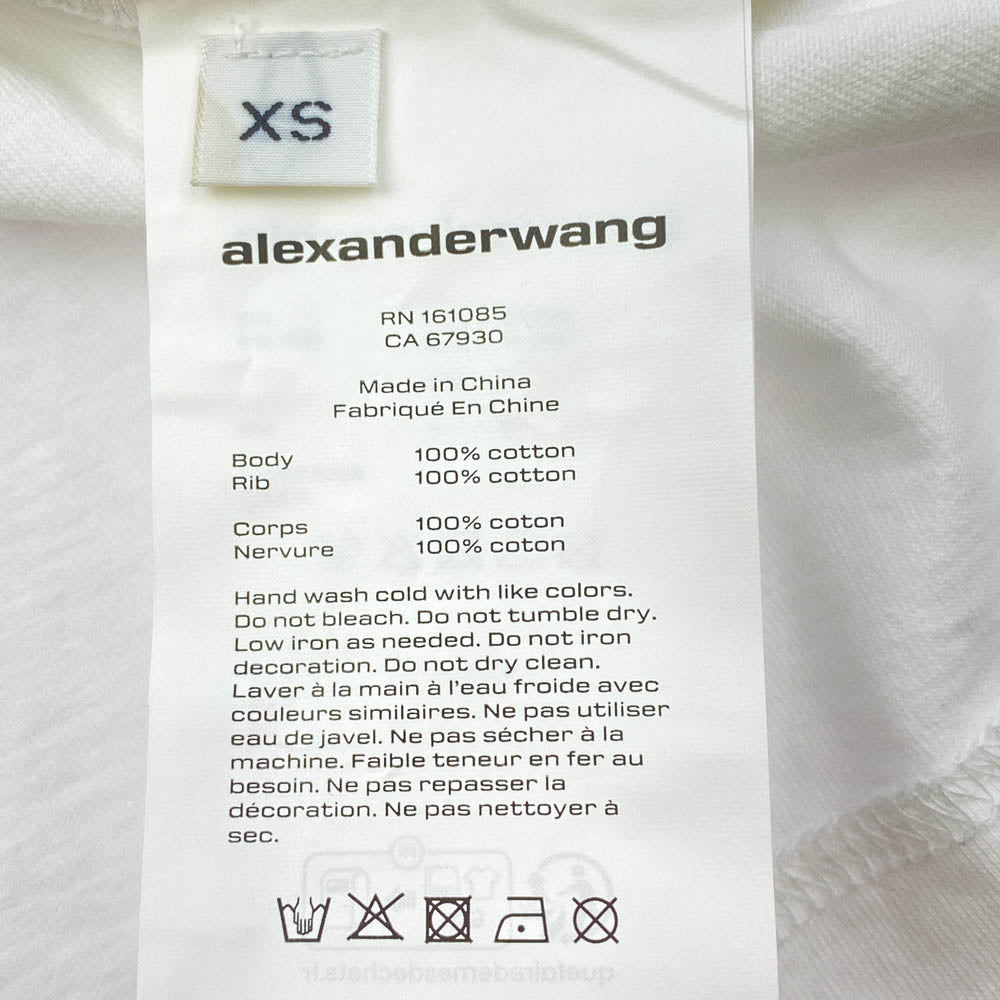 XS
alexanderwang
RN 161085
CA 67930
Made in China
Fabriqué En Chine
Body 100% cotton
Rib 100% cotton
Corps 100% coton
Nervure 100% coton
Hand wash cold with like colors.
Do not bleach. Do not tumble dry.
Low iron as needed. Do not iron
decoration. Do not dry clean.
Laver à la main à l'eau froide avec
couleurs similaires. Ne pas utiliser
eau de javel. Ne pas sécher à la
machine. Faible teneur en fer au
besoin. Ne pas repasser la
décoration. Ne pas nettoyer à
sec.
quefairedemesdechets.fr